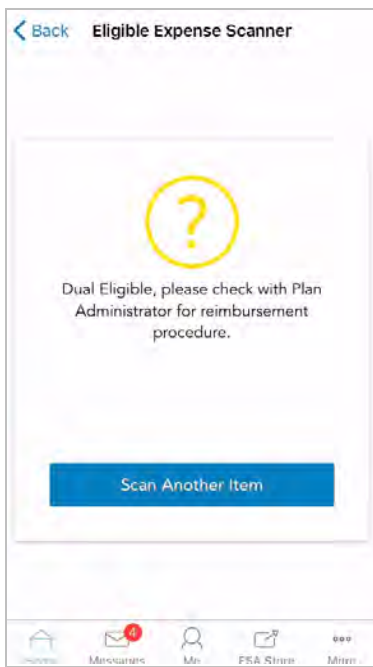 Back Eligible Expense Scanner
?
Dual Eligible, please check with Plan
Administrator for reimbursement
procedure.
Scan Another Item
4
Messages Me FSA Store More